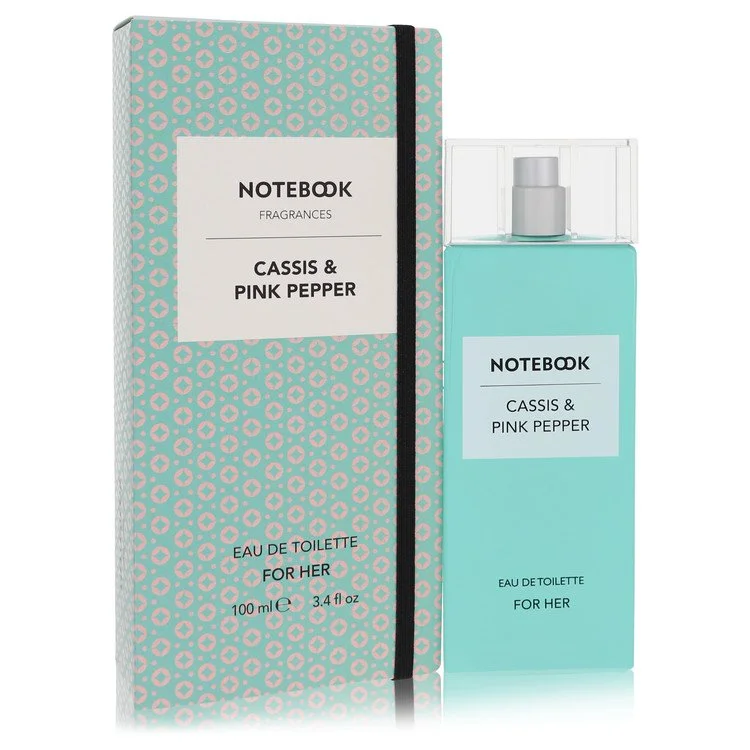 NOTEBOOK
FRAGRANCES
CASSIS &
PINK PEPPER
EAU DE TOILETTE
FOR HER
100 ml ℮ 3.4 fl oz
NOTEBOOK
CASSIS &
PINK PEPPER
EAU DE TOILETTE
FOR HER